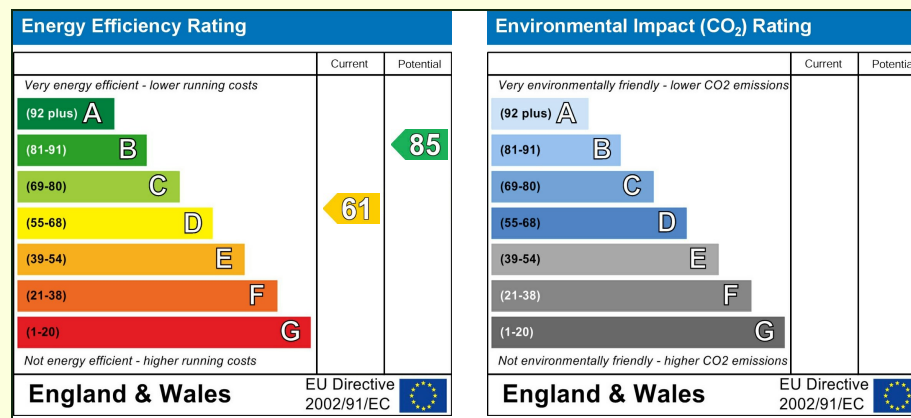 Energy Efficiency Rating
Current Potential
Very energy efficient - lower running costs
(92 plus) A
(81-91) B
85
(69-80) C
61
(55-68) D
(39-54) E
(21-38) F
(1-20) G
Not energy efficient - higher running costs
England & Wales
EU Directive
2002/91/EC
Environmental Impact (CO2) Rating
Current Potential
Very environmentally friendly - lower CO2 emissions
(92 plus) A
(81-91) B
(69-80) C
(55-68) D
(39-54) E
(21-38) F
(1-20) G
Not environmentally friendly - higher CO2 emissions
England & Wales
EU Directive
2002/91/EC